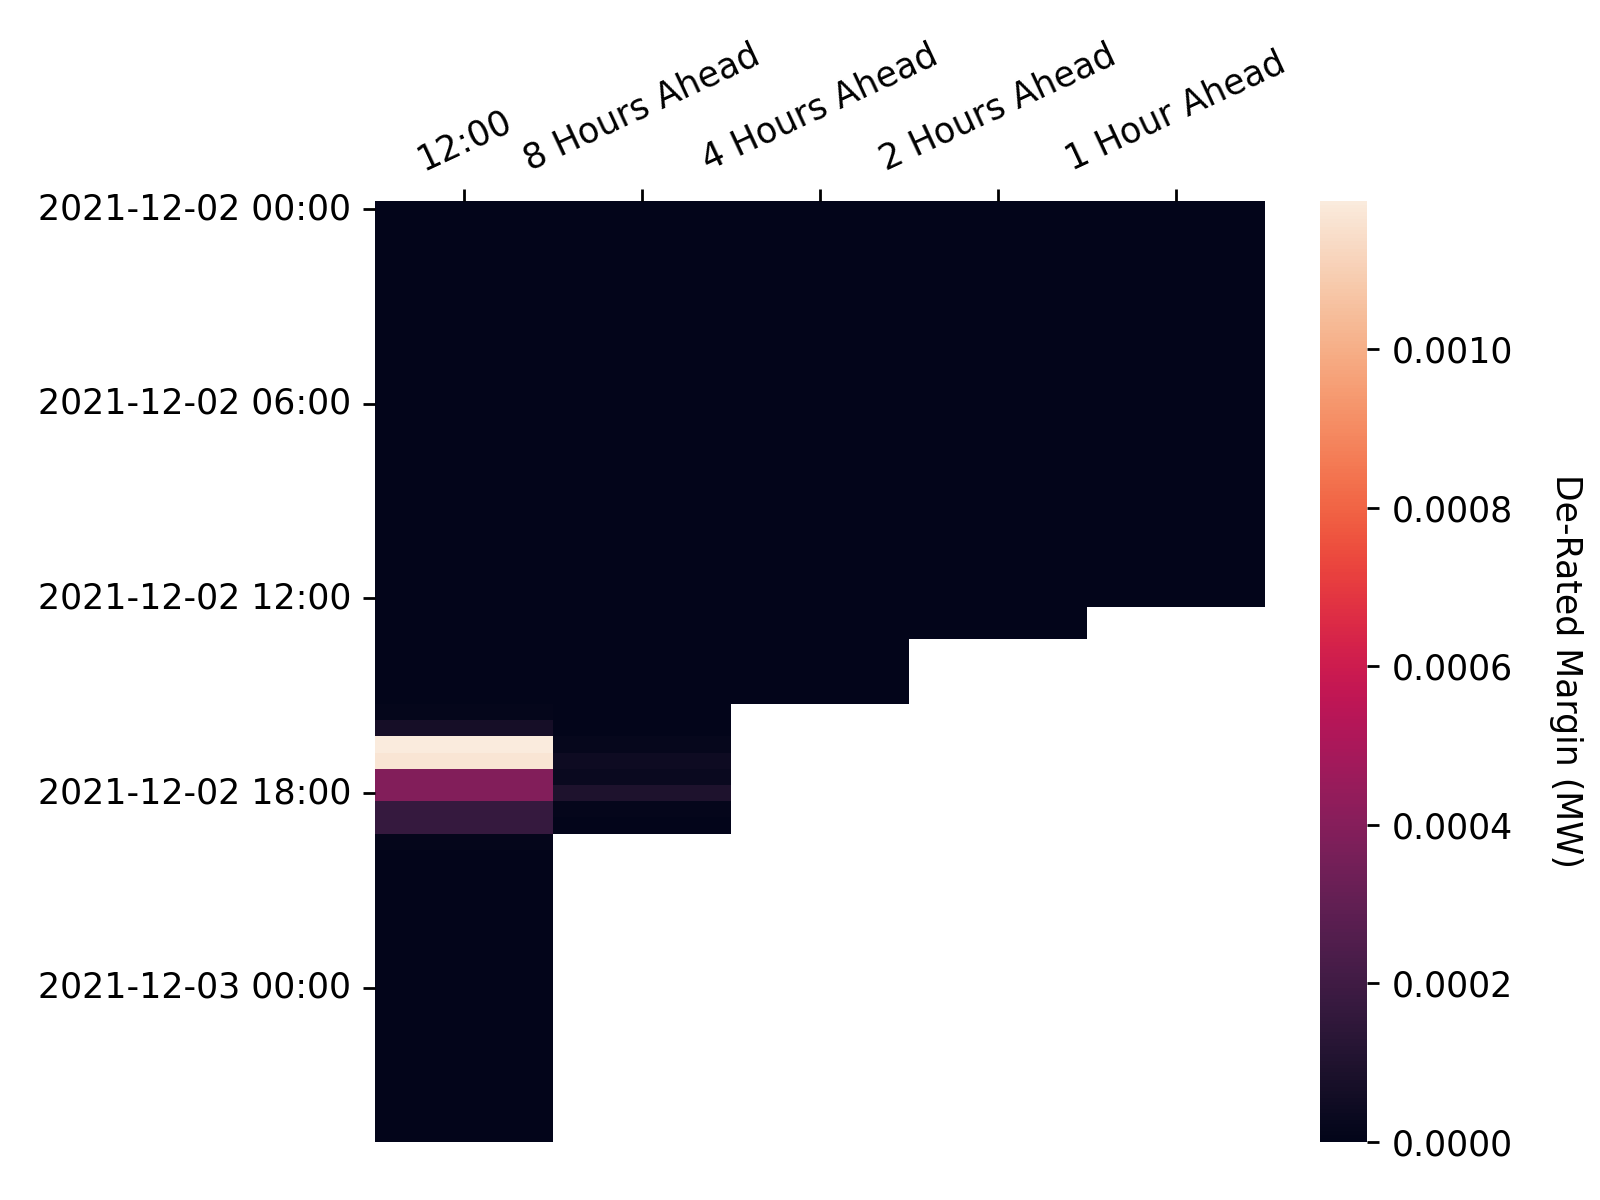 12:00
8 Hours Ahead
4 Hours Ahead
2 Hours Ahead
1 Hour Ahead
2021-12-02 00:00
2021-12-02 06:00
2021-12-02 12:00
2021-12-02 18:00
2021-12-03 00:00
0.0010
0.0008
0.0006
0.0004
0.0002
0.0000
De-Rated Margin (MW)